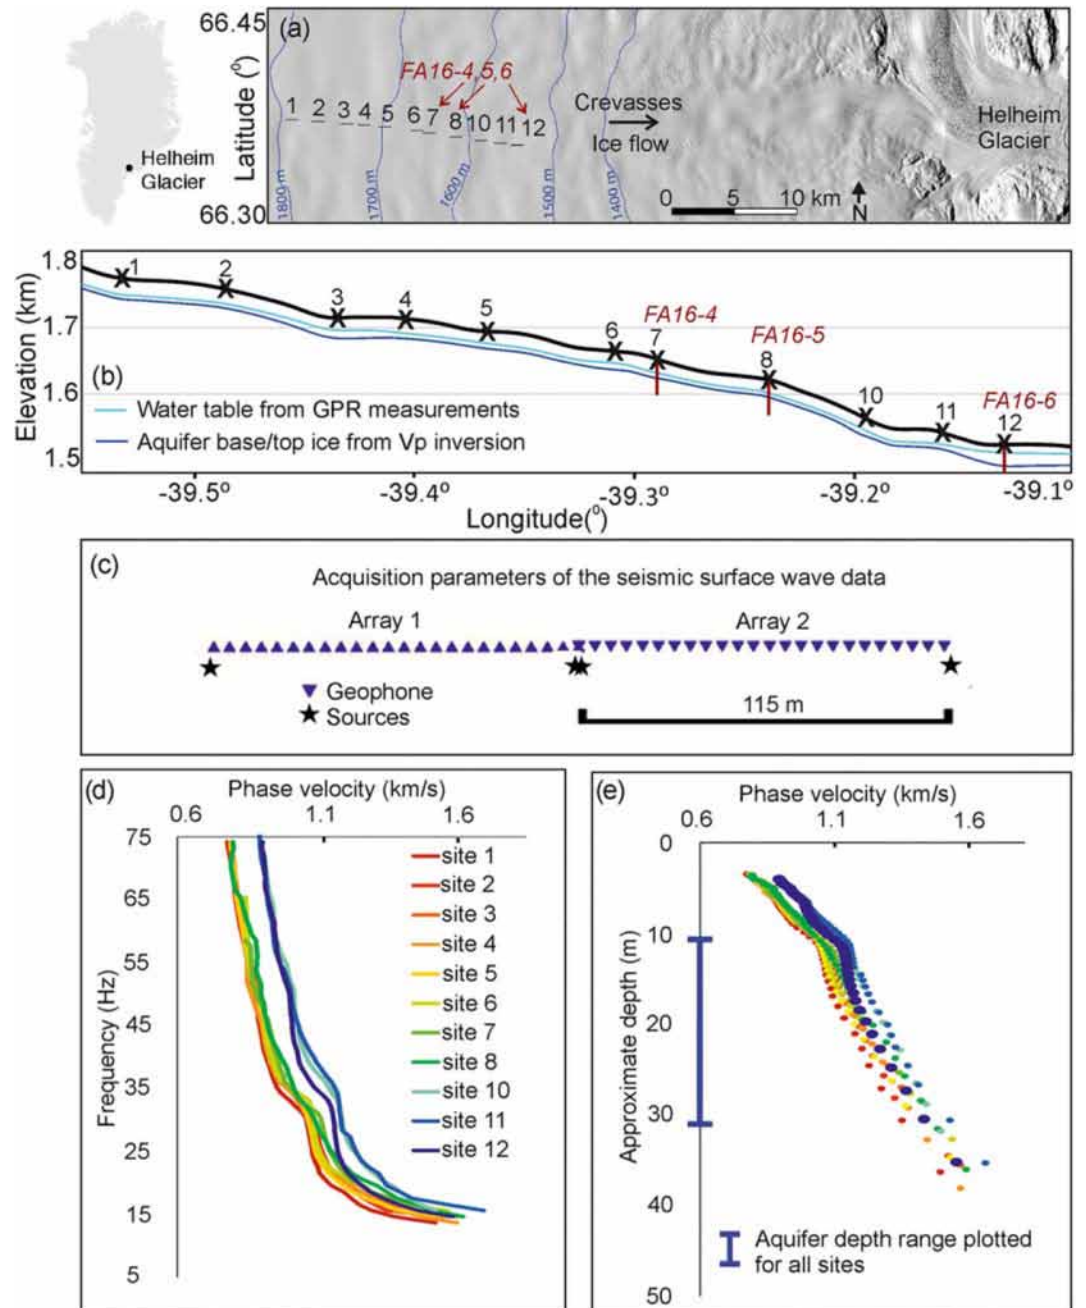 66.45
(a)
Latitude (°)
66.30
FA16-4,5,6
1 2 3 4 5 6 7 8 10 11 12
Crevasses
Ice flow
Helheim
Glacier
Helheim
Glacier
1800 m
1700 m
1600 m
1500 m
1400 m
0 5 10 km
N
Elevation (km)
1.8
1.7
1.6
1.5
1 2 3 4 5 6 7 8 10 11 12
FA16-4
FA16-5
FA16-6
(b)
Water table from GPR measurements
Aquifer base/top ice from Vp inversion
-39.5° -39.4° -39.3° -39.2° -39.1°
Longitude(°)
(c)
Acquisition parameters of the seismic surface wave data
Array 1 Array 2
Geophone
Sources
115 m
(d)
Phase velocity (km/s)
0.6 1.1 1.6
Frequency (Hz)
75
65
55
45
35
25
15
5
site 1
site 2
site 3
site 4
site 5
site 6
site 7
site 8
site 10
site 11
site 12
(e)
Phase velocity (km/s)
0.6 1.1 1.6
Approximate depth (m)
0
10
20
30
40
50
Aquifer depth range plotted
for all sites